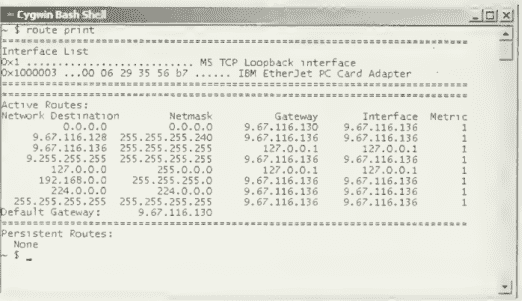 Cygwin Bash Shell
~ $ route print
===========================================================================
Interface List
0x1 ........................... MS TCP Loopback interface
0x1000003 ...00 06 29 35 56 b7 ...... IBM EtherJet PC Card Adapter
===========================================================================
===========================================================================
Active Routes:
Network Destination Netmask Gateway Interface Metric
0.0.0.0 0.0.0.0 9.67.116.130 9.67.116.136 1
9.67.116.128 255.255.255.240 9.67.116.136 9.67.116.136 1
9.67.116.136 255.255.255.255 127.0.0.1 127.0.0.1 1
9.255.255.255 255.255.255.255 9.67.116.136 9.67.116.136 1
127.0.0.0 255.0.0.0 127.0.0.1 127.0.0.1 1
192.168.0.0 255.255.255.0 9.67.116.136 9.67.116.136 1
224.0.0.0 224.0.0.0 9.67.116.136 9.67.116.136 1
255.255.255.255 255.255.255.255 9.67.116.136 9.67.116.136 1
Default Gateway: 9.67.116.130
===========================================================================
Persistent Routes:
None
~ $ _